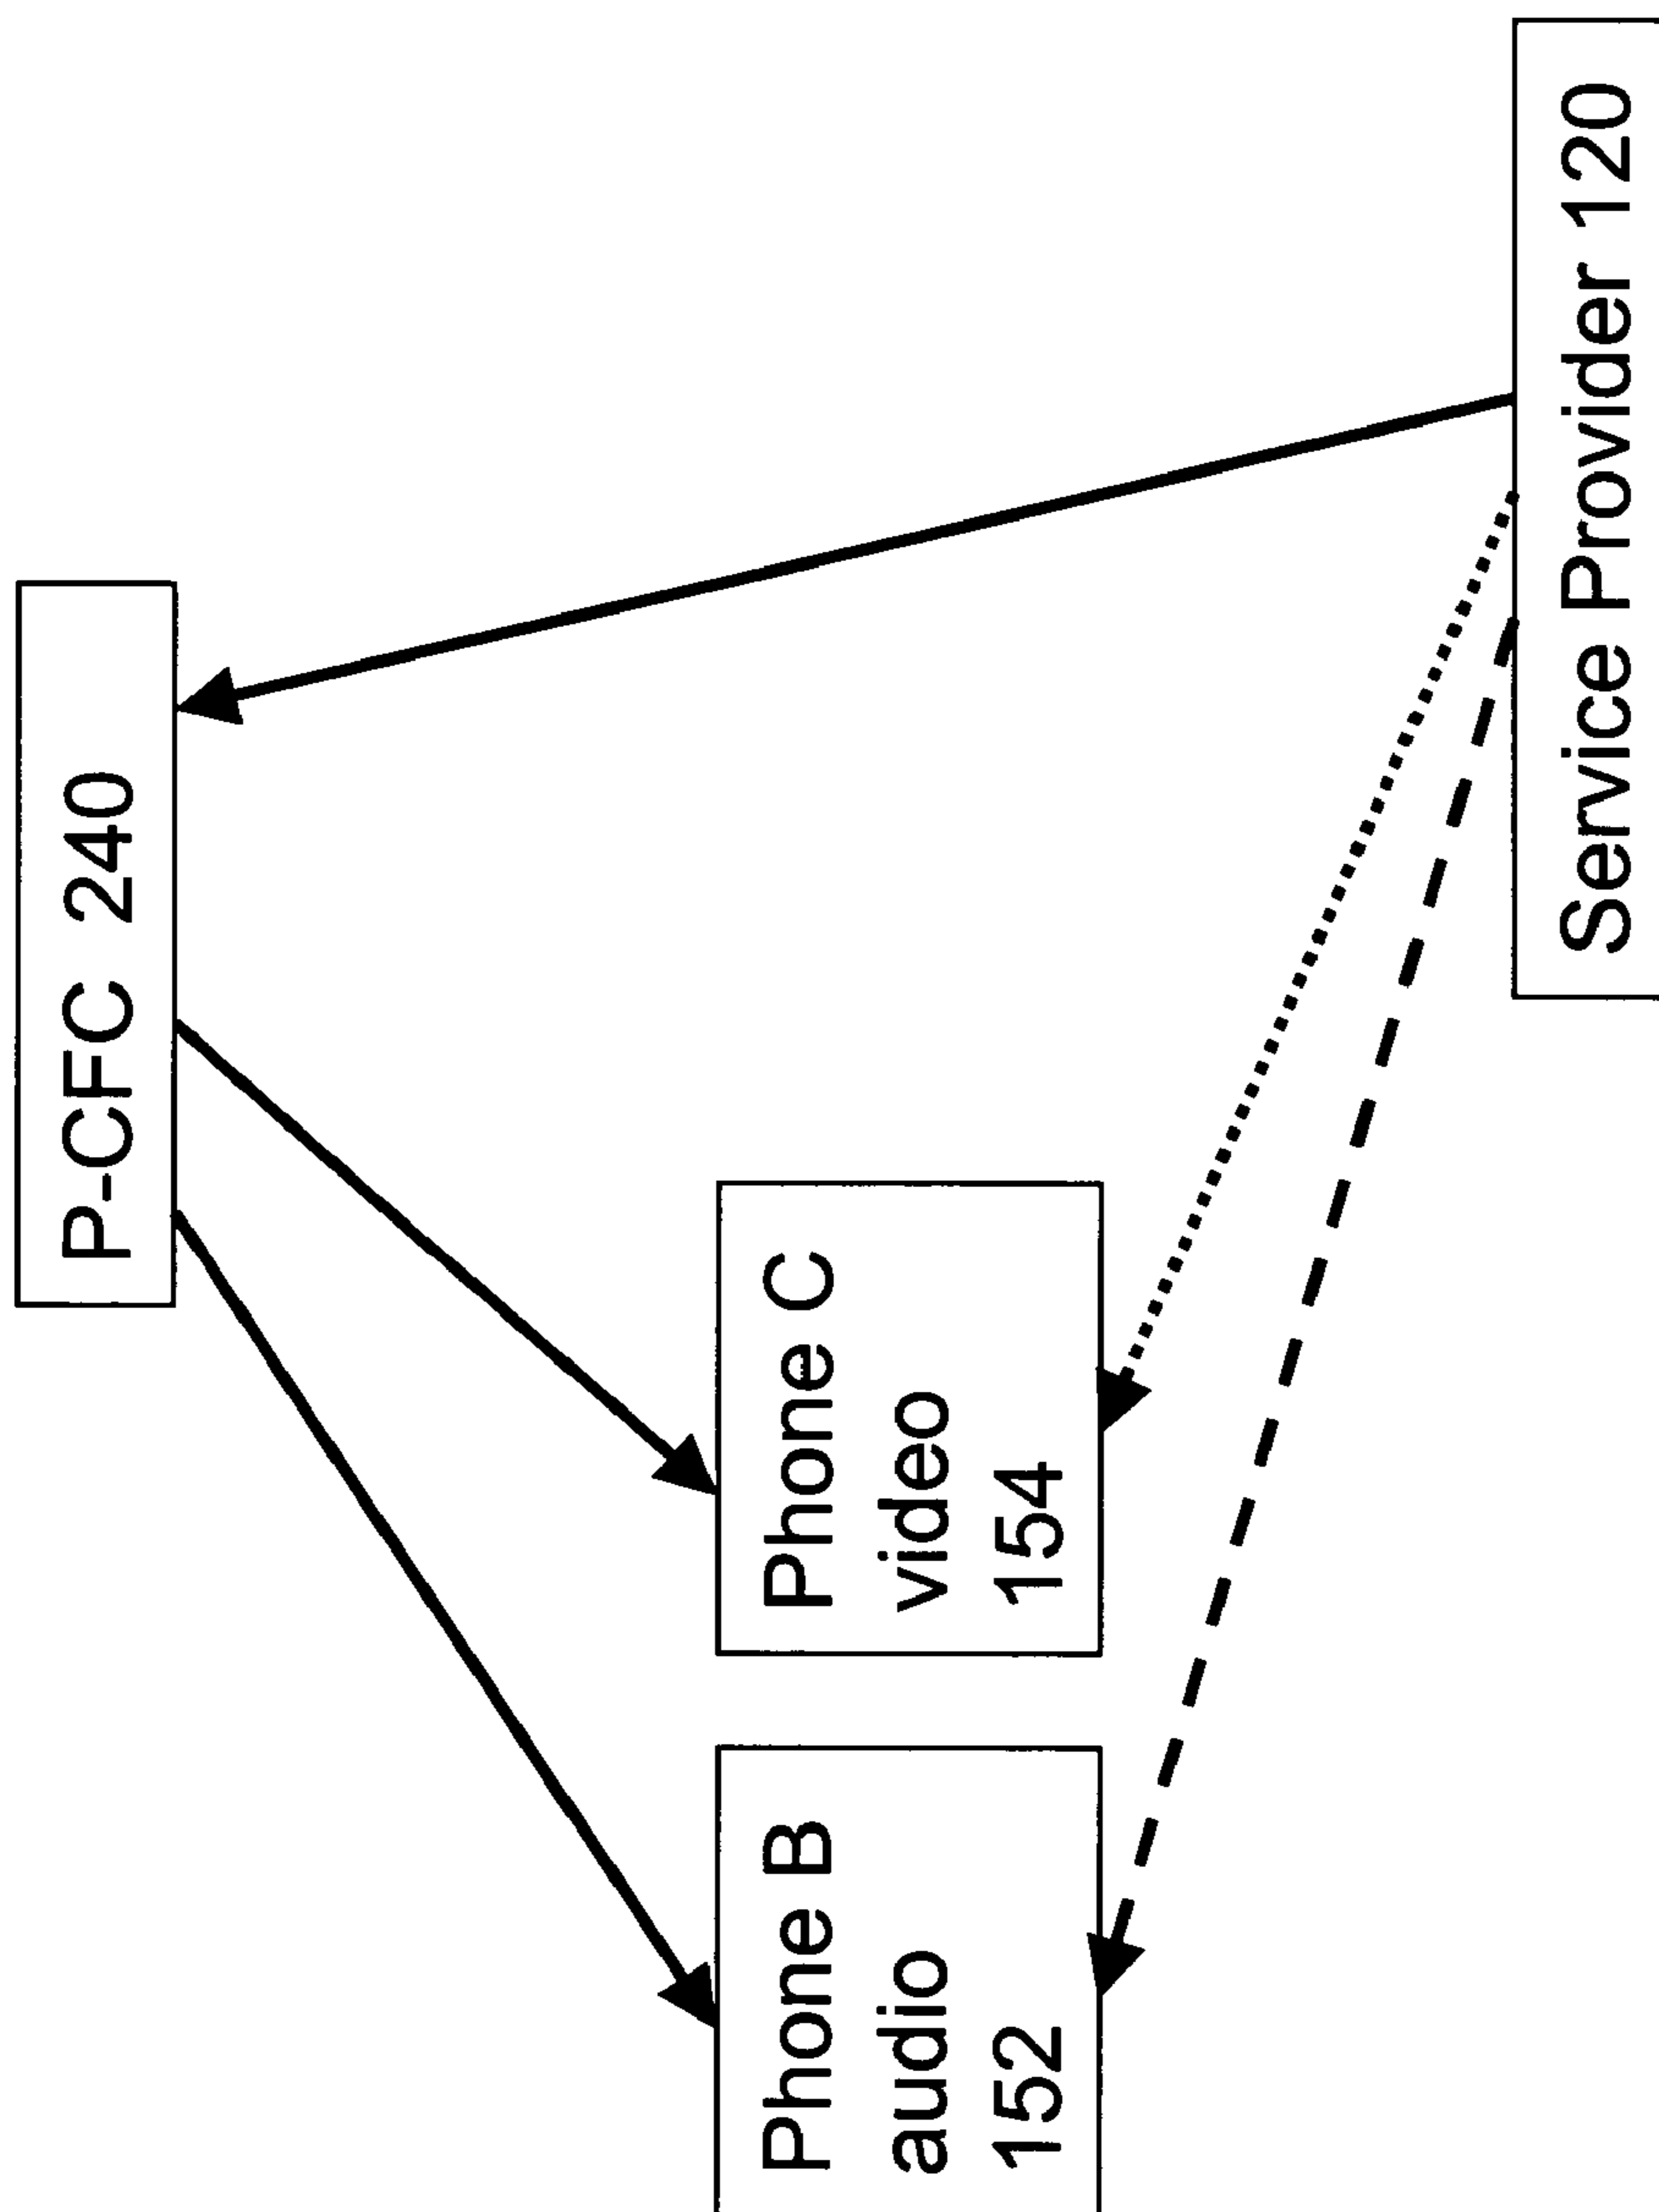 P-CFC 240
Phone B
audio
152
Phone C
video
154
Service Provider 120